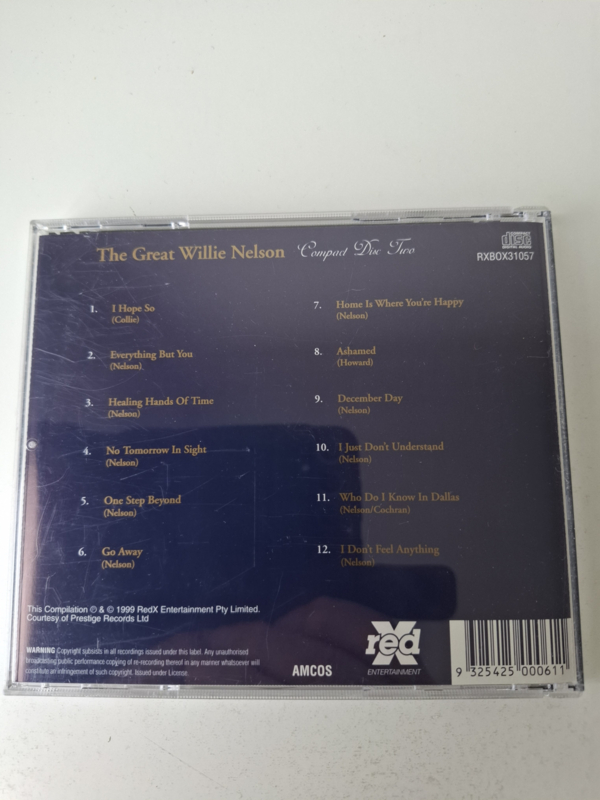 The Great Willie Nelson Compact Disc Two
COMPACT
disc
DIGITAL AUDIO
RXBOX31057
1. I Hope So
(Collie)
2. Everything But You
(Nelson)
3. Healing Hands Of Time
(Nelson)
4. No Tomorrow In Sight
(Nelson)
5. One Step Beyond
(Nelson)
6. Go Away
(Nelson)
7. Home Is Where You're Happy
(Nelson)
8. Ashamed
(Howard)
9. December Day
(Nelson)
10. I Just Don't Understand
(Nelson)
11. Who Do I Know In Dallas
(Nelson/Cochran)
12. I Don't Feel Anything
(Nelson)
This Compilation ℗ & © 1999 RedX Entertainment Pty Limited.
Courtesy of Prestige Records Ltd
WARNING Copyright subsists in all recordings issued under this label. Any unauthorised
broadcasting public performance copying of re-recording thereof in any manner whatsoever will
constitute an infringement of such copyright. Issued under License.
AMCOS
red X
ENTERTAINMENT
9 325425 000611